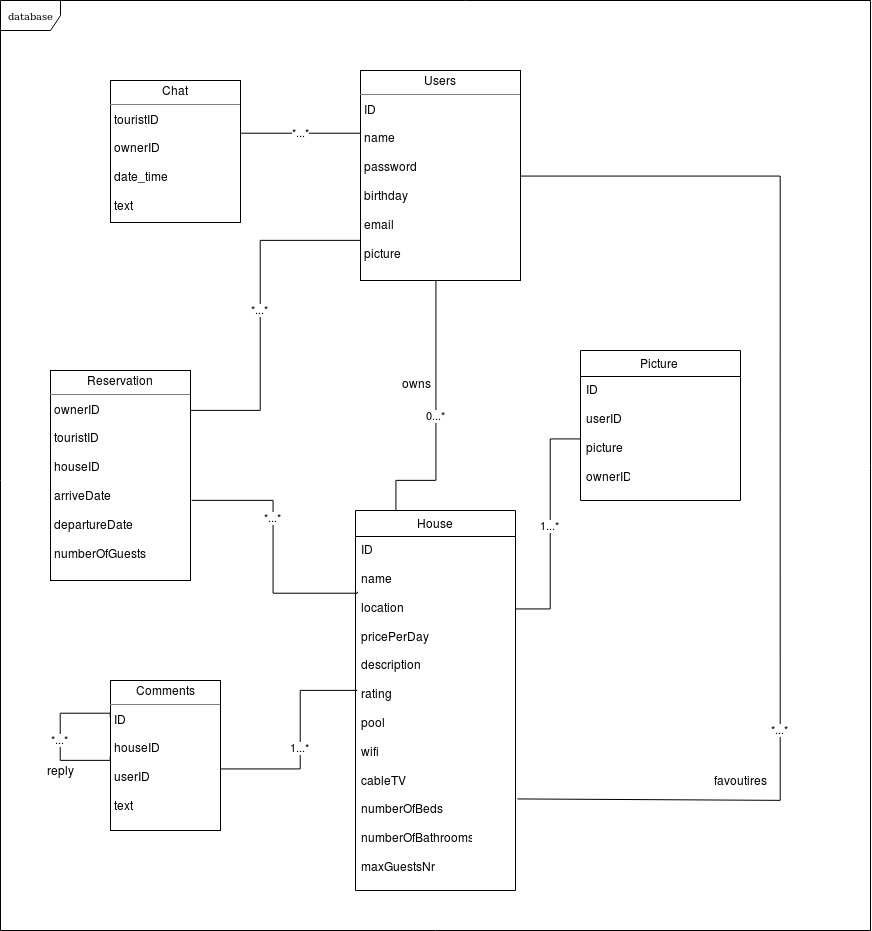 database
Chat
touristID
ownerID
date_time
text
*...*
Users
ID
name
password
birthday
email
picture
*...*
Reservation
ownerID
touristID
houseID
arriveDate
departureDate
numberOfGuests
owns
0...*
Picture
ID
userID
picture
ownerID
*...*
1...*
House
ID
name
location
pricePerDay
description
rating
pool
wifi
cableTV
numberOfBeds
numberOfBathrooms
maxGuestsNr
Comments
ID
houseID
userID
text
*...*
reply
1...*
*...*
favoutires